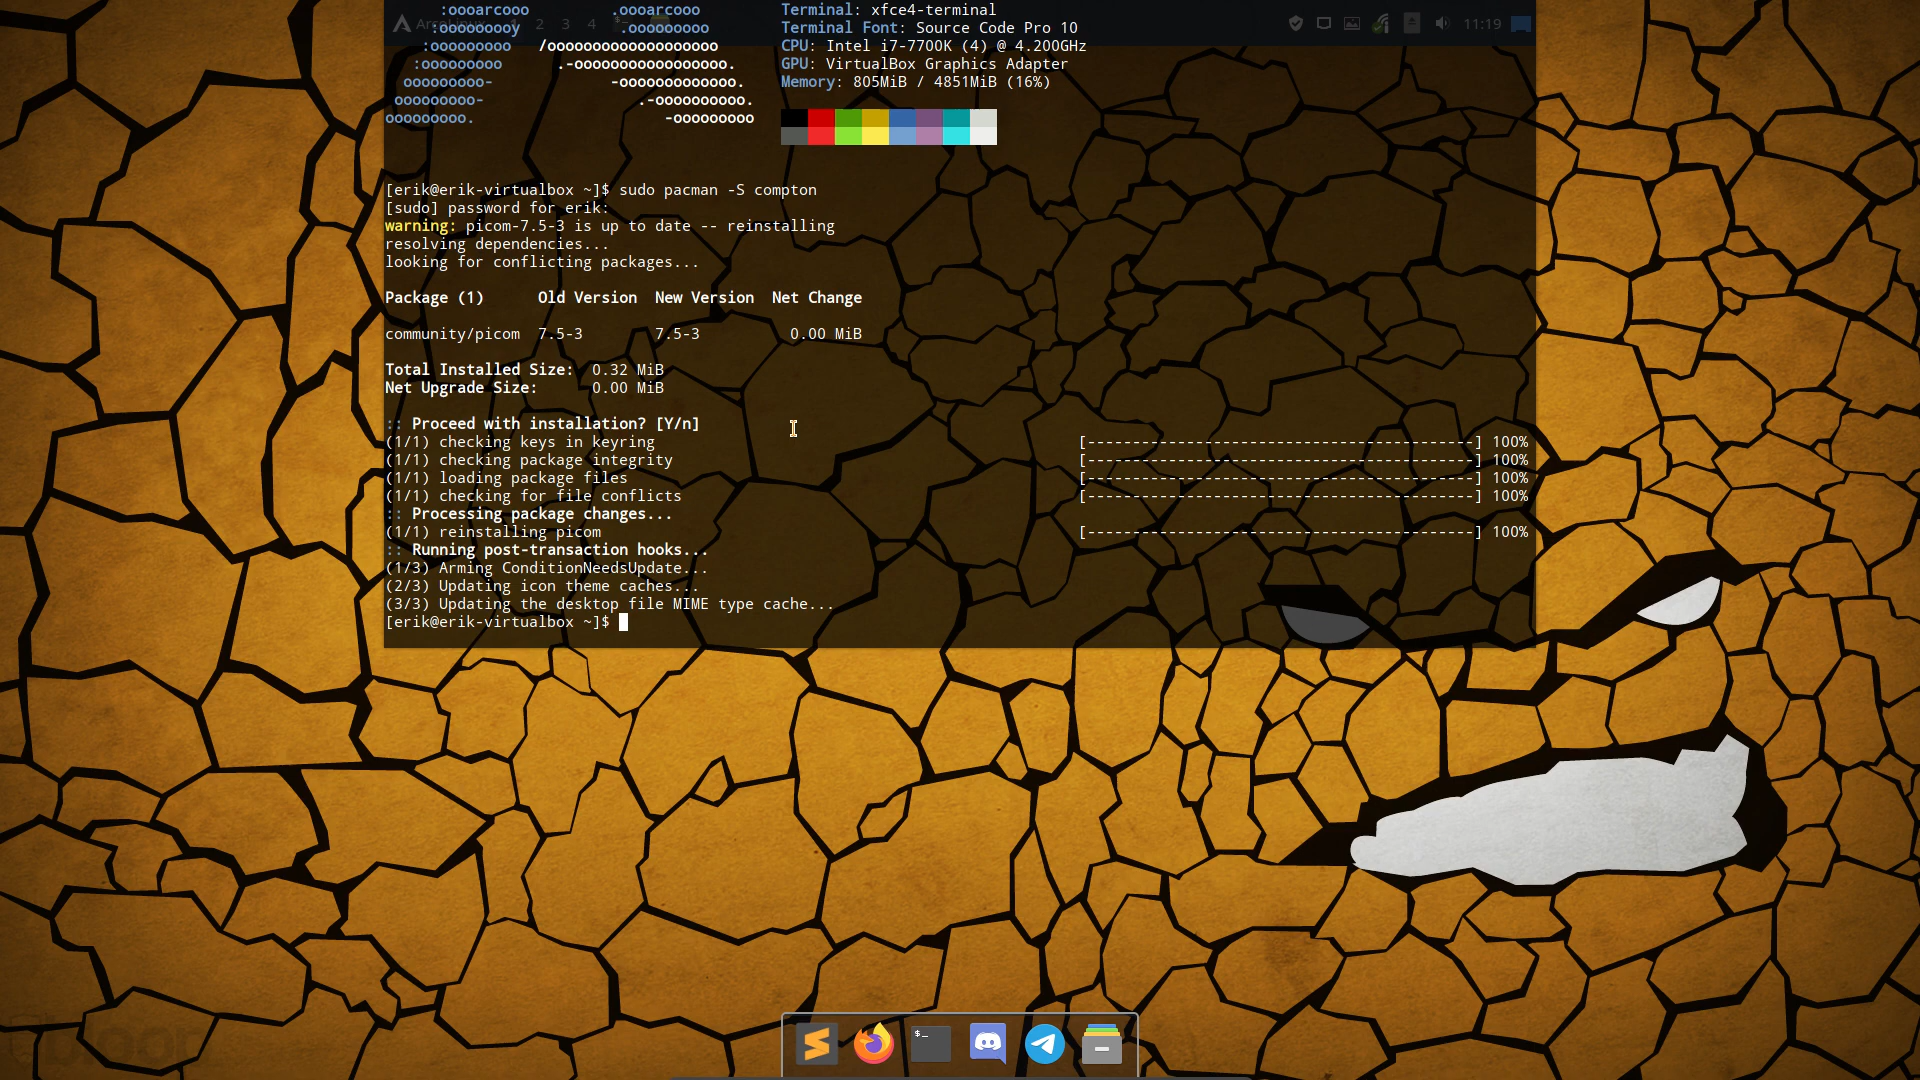 :oooarcooo .oooarcooo Terminal: xfce4-terminal
ArcoLinux 1 2 3 4 11:19
:ooooooooy .ooooooooo Terminal Font: Source Code Pro 10
:ooooooooo /ooooooooooooooooooo CPU: Intel i7-7700K (4) @ 4.200GHz
:ooooooooo .-ooooooooooooooooo. GPU: VirtualBox Graphics Adapter
ooooooooo- -ooooooooooooo. Memory: 805MiB / 4851MiB (16%)
ooooooooo- .-oooooooooo.
ooooooooo. -ooooooooo
[erik@erik-virtualbox ~]$ sudo pacman -S compton
[sudo] password for erik:
warning: picom-7.5-3 is up to date -- reinstalling
resolving dependencies...
looking for conflicting packages...
Package (1) Old Version New Version Net Change
community/picom 7.5-3 7.5-3 0.00 MiB
Total Installed Size: 0.32 MiB
Net Upgrade Size: 0.00 MiB
:: Proceed with installation? [Y/n]
(1/1) checking keys in keyring [-------------------------------------------] 100%
(1/1) checking package integrity [-------------------------------------------] 100%
(1/1) loading package files [-------------------------------------------] 100%
(1/1) checking for file conflicts [-------------------------------------------] 100%
:: Processing package changes...
(1/1) reinstalling picom [-------------------------------------------] 100%
:: Running post-transaction hooks...
(1/3) Arming ConditionNeedsUpdate...
(2/3) Updating icon theme caches...
(3/3) Updating the desktop file MIME type cache...
[erik@erik-virtualbox ~]$
$_